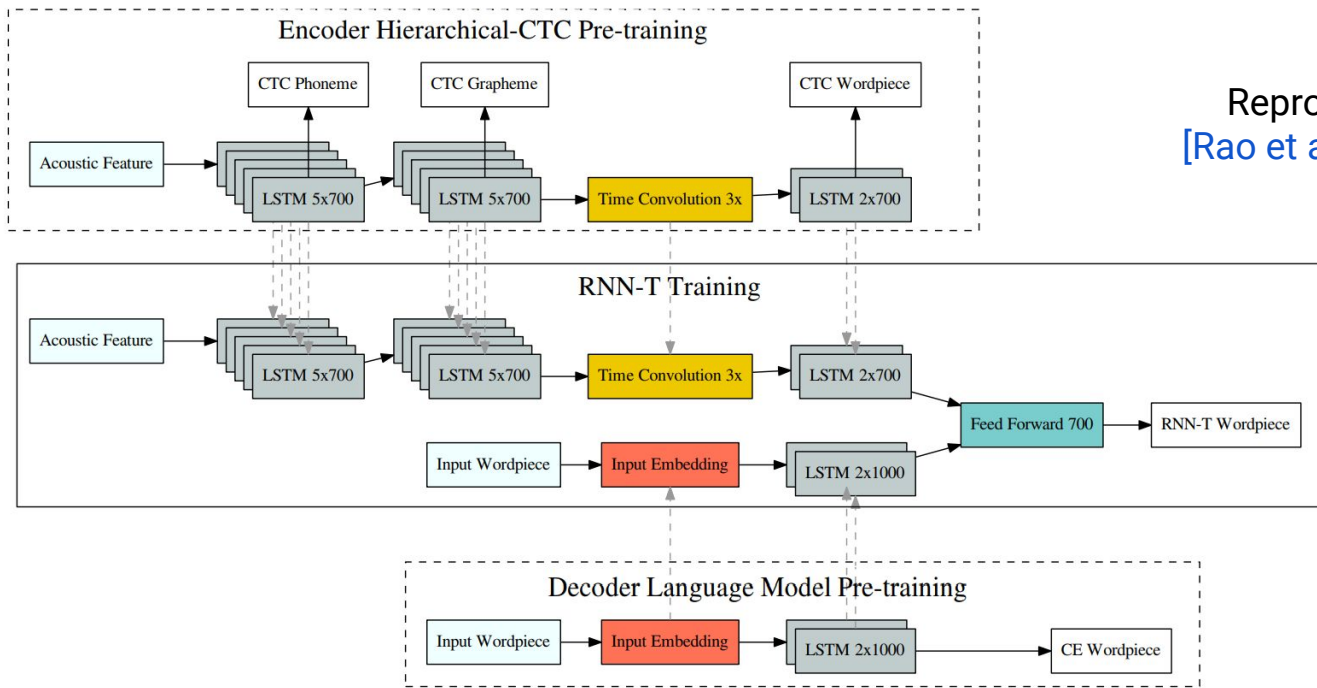 Encoder Hierarchical-CTC Pre-training
CTC Phoneme
CTC Grapheme
CTC Wordpiece
Acoustic Feature
LSTM 5x700
LSTM 5x700
Time Convolution 3x
LSTM 2x700
Repro
[Rao et a
RNN-T Training
Acoustic Feature
LSTM 5x700
LSTM 5x700
Time Convolution 3x
LSTM 2x700
Feed Forward 700
RNN-T Wordpiece
Input Wordpiece
Input Embedding
LSTM 2x1000
Decoder Language Model Pre-training
Input Wordpiece
Input Embedding
LSTM 2x1000
CE Wordpiece